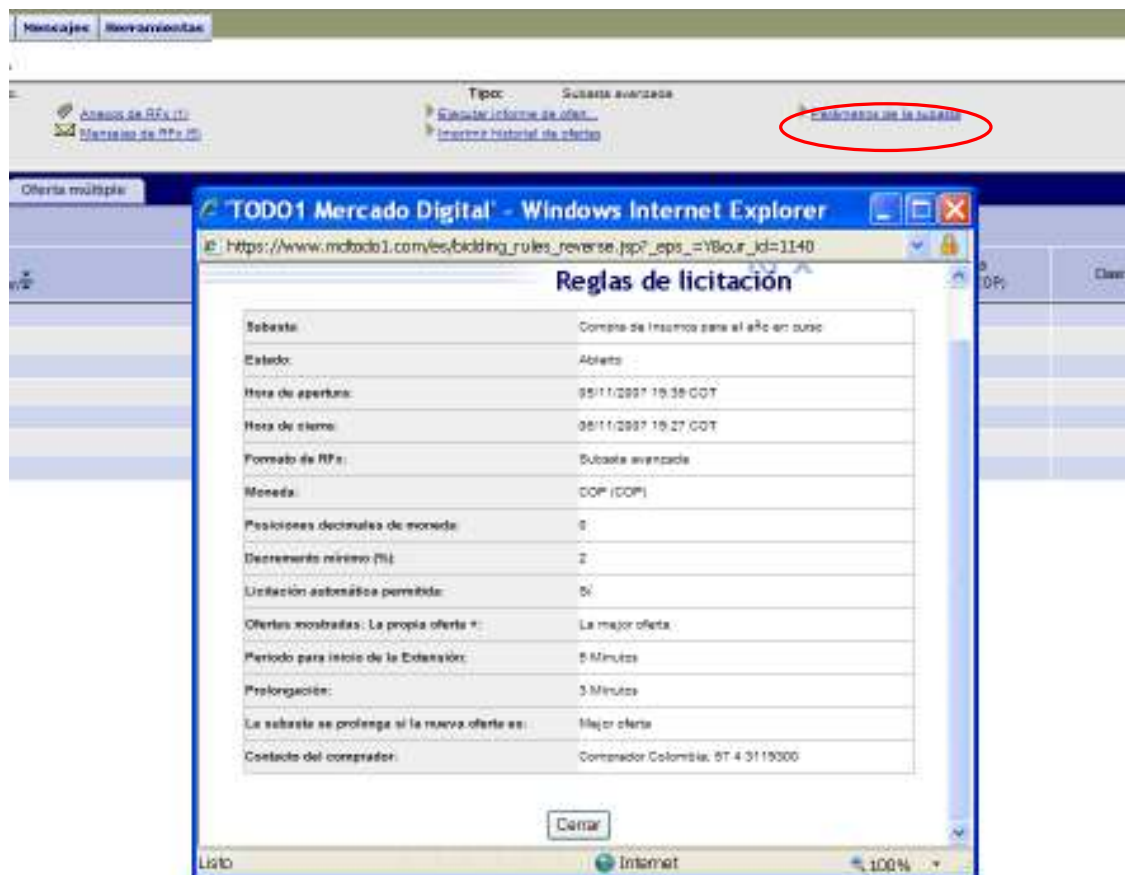 Mensajes Herramientas
Tipo: Subasta avanzada
Anexos de RFx (1)
Ejecutar informe de ofert...
Parámetros de la subasta
Mensajes de RFx (5)
Imprimir historial de ofertas
Oferta múltiple
'TODO1 Mercado Digital' - Windows Internet Explorer
https://www.mdtodo1.com/es/bidding_rules_reverse.jsp?_eps_=Y&cur_id=1140
Reglas de licitación
Subasta: Compra de Insumos para el año en curso
Estado: Abierto
Hora de apertura: 05/11/2007 15:39 COT
Hora de cierre: 06/11/2007 19:27 COT
Formato de RFx: Subasta avanzada
Moneda: COP (COP)
Posiciones decimales de moneda: 0
Decremento mínimo (%): 2
Licitación automática permitida: Sí
Ofertas mostradas: La propia oferta +: La mejor oferta
Período para inicio de la Extensión: 5 Minutos
Prolongación: 3 Minutos
La subasta se prolonga si la nueva oferta es: Mejor oferta
Contacto del comprador: Comprador Colombia, 57 4 3119300
Cerrar
Listo Internet 100%